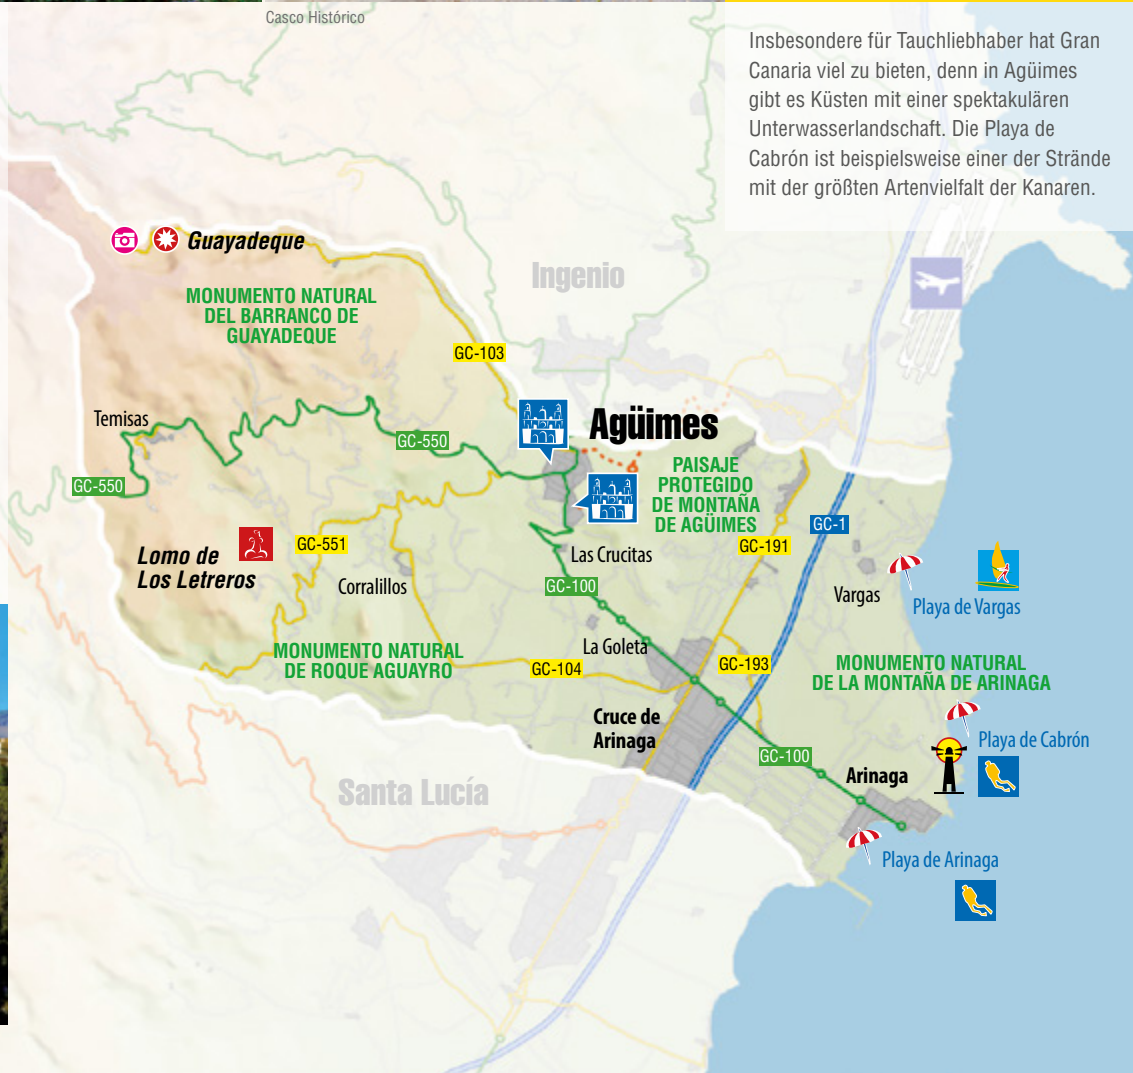 Casco Histórico
Insbesondere für Tauchliebhaber hat Gran
Canaria viel zu bieten, denn in Agüimes
gibt es Küsten mit einer spektakulären
Unterwasserlandschaft. Die Playa de
Cabrón ist beispielsweise einer der Strände
mit der größten Artenvielfalt der Kanaren.
Guayadeque
Ingenio
MONUMENTO NATURAL
DEL BARRANCO DE
GUAYADEQUE
GC-103
Temisas
Agüimes
GC-550
GC-550
PAISAJE
PROTEGIDO
DE MONTAÑA
DE AGÜIMES
GC-1
GC-191
Lomo de
Los Letreros
GC-551
Las Crucitas
Corralillos
GC-100
Vargas
Playa de Vargas
La Goleta
MONUMENTO NATURAL
DE ROQUE AGUAYRO
GC-104
GC-193
MONUMENTO NATURAL
DE LA MONTAÑA DE ARINAGA
Cruce de
Arinaga
Playa de Cabrón
GC-100
Arinaga
Santa Lucía
Playa de Arinaga